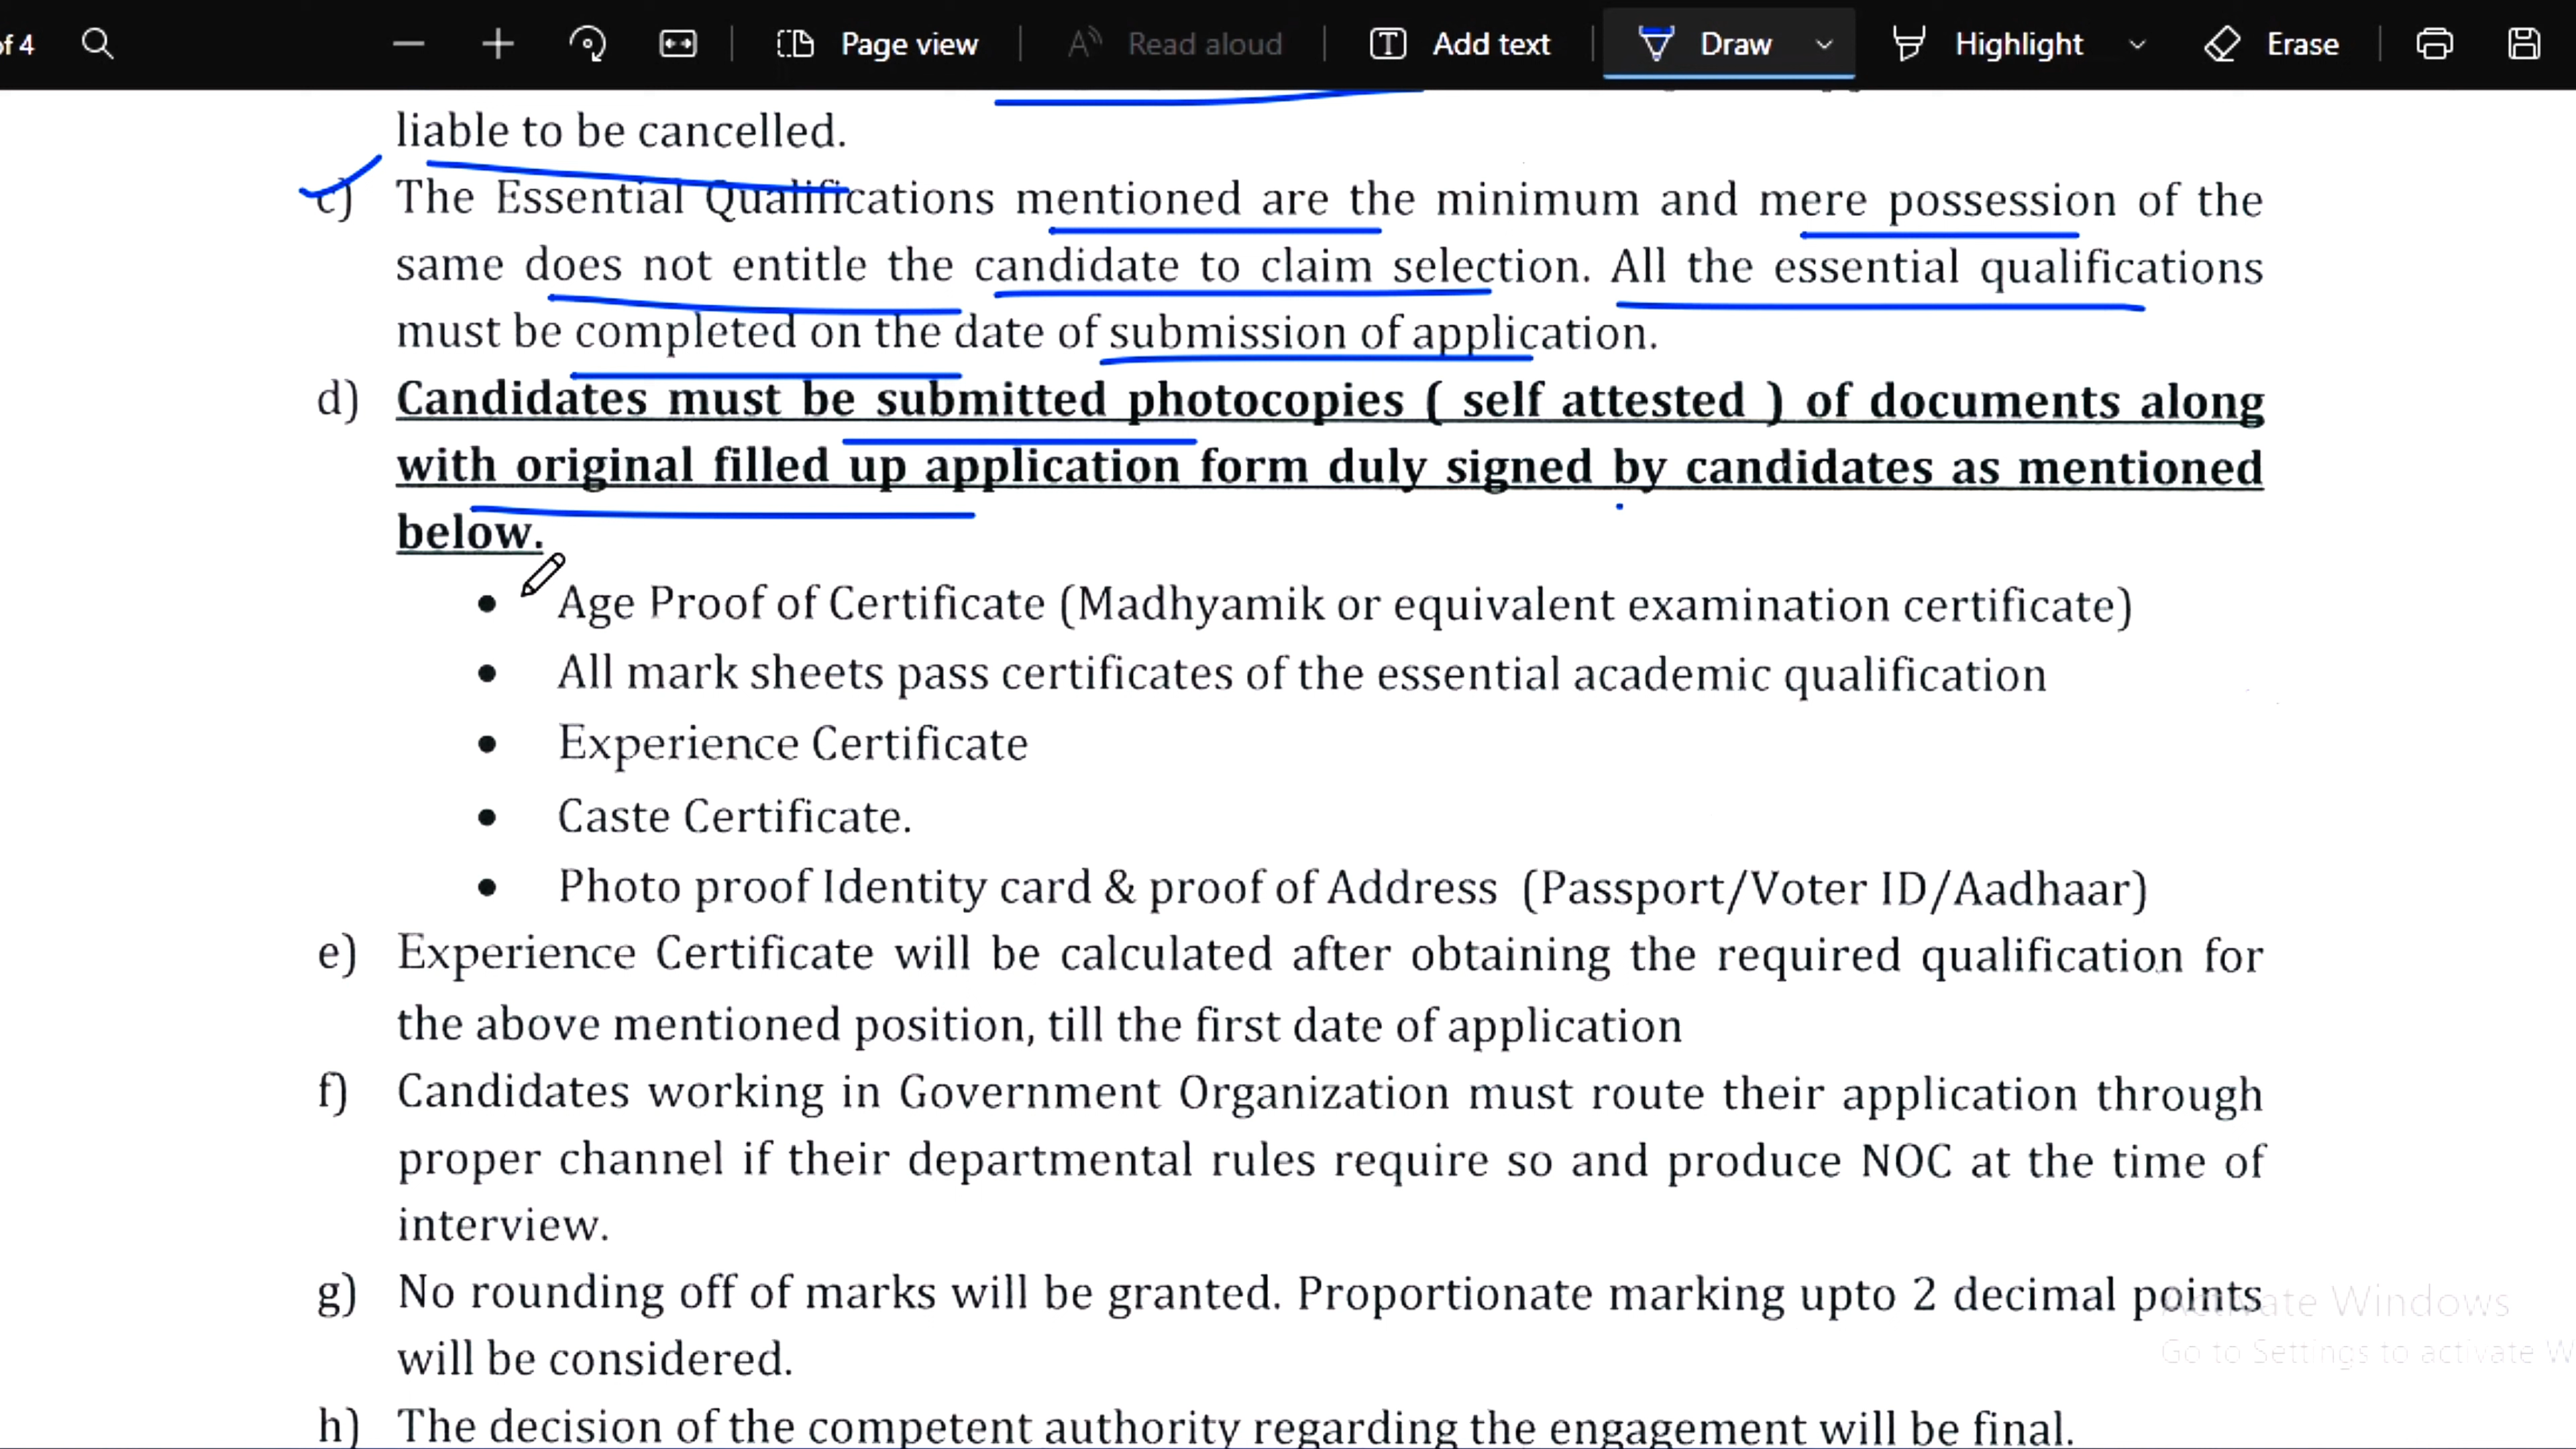 of 4
Page view
Read aloud
Add text
Draw
Highlight
Erase
liable to be cancelled.
c) The Essential Qualifications mentioned are the minimum and mere possession of the
same does not entitle the candidate to claim selection. All the essential qualifications
must be completed on the date of submission of application.
d) Candidates must be submitted photocopies ( self attested ) of documents along
with original filled up application form duly signed by candidates as mentioned
below.
• Age Proof of Certificate (Madhyamik or equivalent examination certificate)
• All mark sheets pass certificates of the essential academic qualification
• Experience Certificate
• Caste Certificate.
• Photo proof Identity card & proof of Address (Passport/Voter ID/Aadhaar)
e) Experience Certificate will be calculated after obtaining the required qualification for
the above mentioned position, till the first date of application
f) Candidates working in Government Organization must route their application through
proper channel if their departmental rules require so and produce NOC at the time of
interview.
g) No rounding off of marks will be granted. Proportionate marking upto 2 decimal points
will be considered.
Activate Windows
Go to Settings to activate W
h) The decision of the competent authority regarding the engagement will be final.